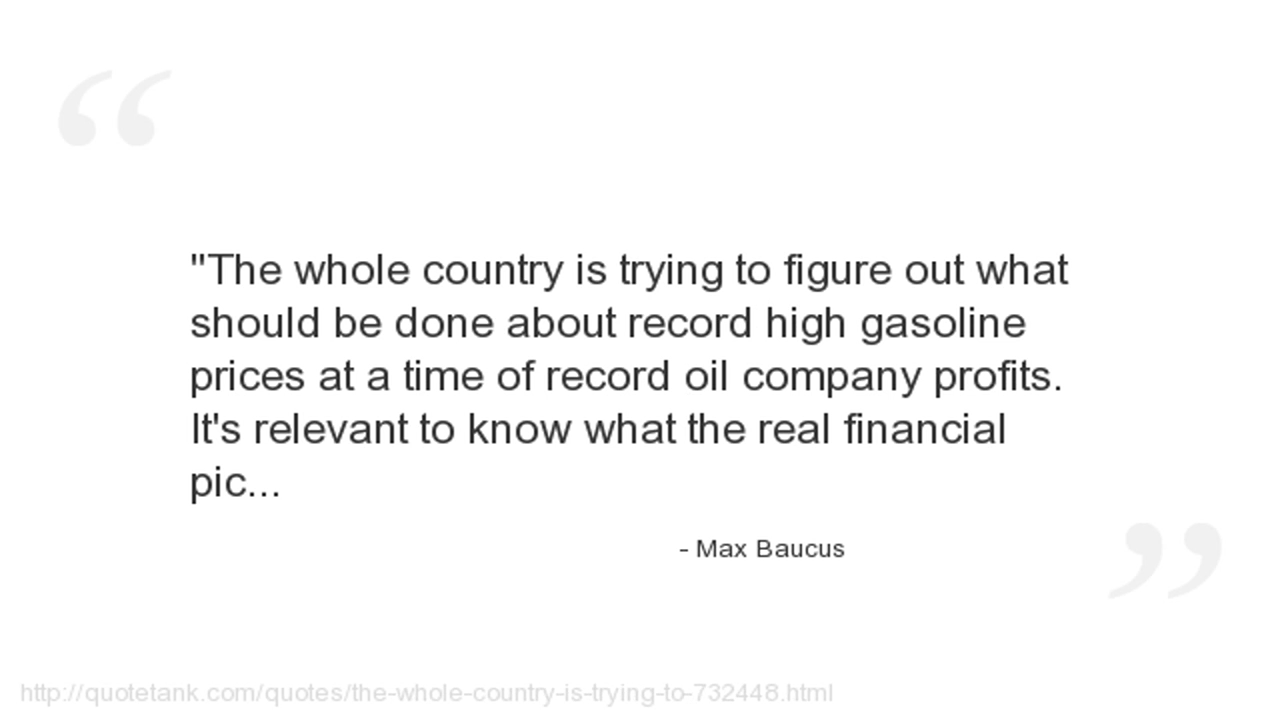 "The whole country is trying to figure out what
should be done about record high gasoline
prices at a time of record oil company profits.
It's relevant to know what the real financial
pic...
- Max Baucus
http://quotetank.com/quotes/the-whole-country-is-trying-to-732448.html